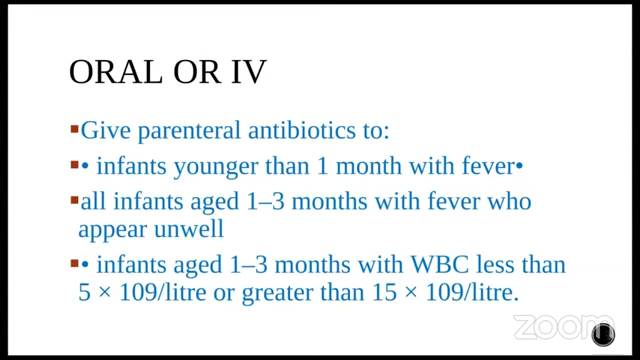 ORAL OR IV
▪Give parenteral antibiotics to:
▪• infants younger than 1 month with fever•
▪all infants aged 1–3 months with fever who
appear unwell
▪• infants aged 1–3 months with WBC less than
5 × 109/litre or greater than 15 × 109/litre.
zoom